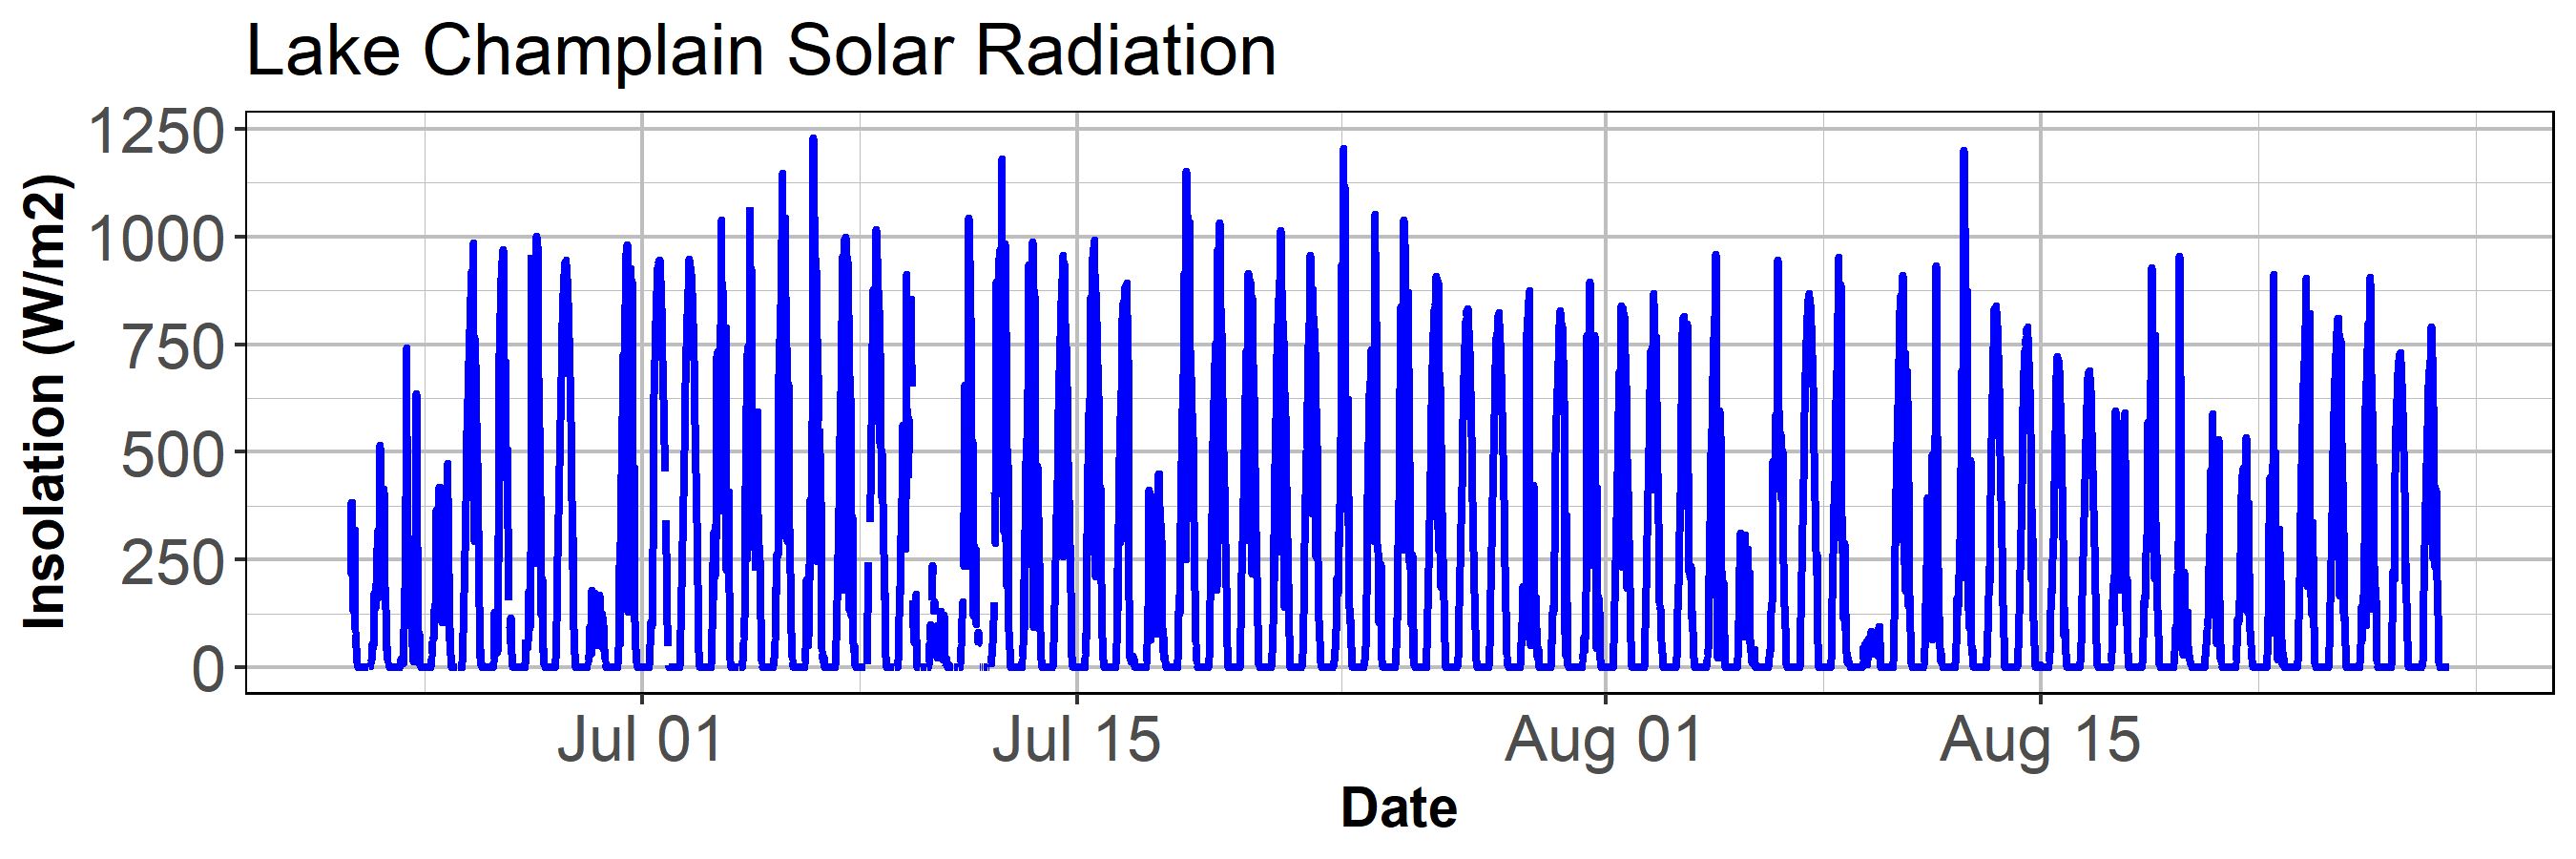 Lake Champlain Solar Radiation
1250
1000
750
500
250
0
Insolation (W/m2)
Jul 01 Jul 15 Aug 01 Aug 15
Date